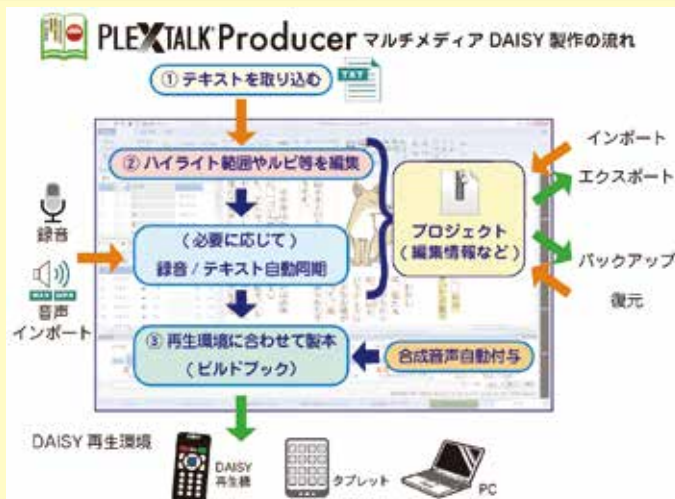 PLEXTALK® Producer マルチメディア DAISY 製作の流れ
① テキストを取り込む
TXT
② ハイライト範囲やルビ等を編集
インポート
エクスポート
録音
(必要に応じて)
録音 / テキスト自動同期
プロジェクト
(編集情報など)
バックアップ
復元
WAV MP3
音声
インポート
③ 再生環境に合わせて製本
(ビルドブック)
合成音声自動付与
DAISY 再生環境
DAISY
再生機
タブレット
PC